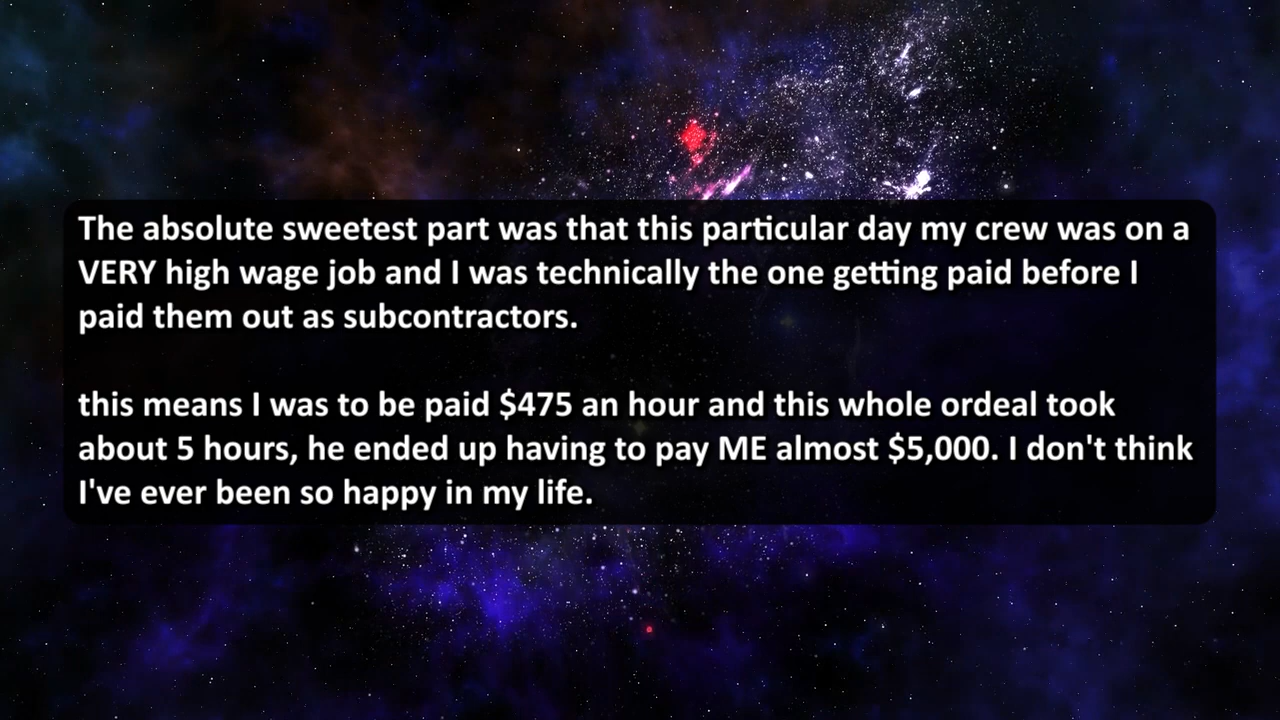 The absolute sweetest part was that this particular day my crew was on a
VERY high wage job and I was technically the one getting paid before I
paid them out as subcontractors.
this means I was to be paid $475 an hour and this whole ordeal took
about 5 hours, he ended up having to pay ME almost $5,000. I don't think
I've ever been so happy in my life.